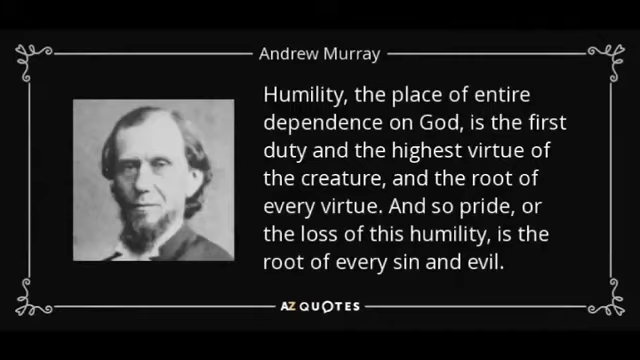 Andrew Murray
Humility, the place of entire
dependence on God, is the first
duty and the highest virtue of
the creature, and the root of
every virtue. And so pride, or
the loss of this humility, is the
root of every sin and evil.
AZ QUOTES